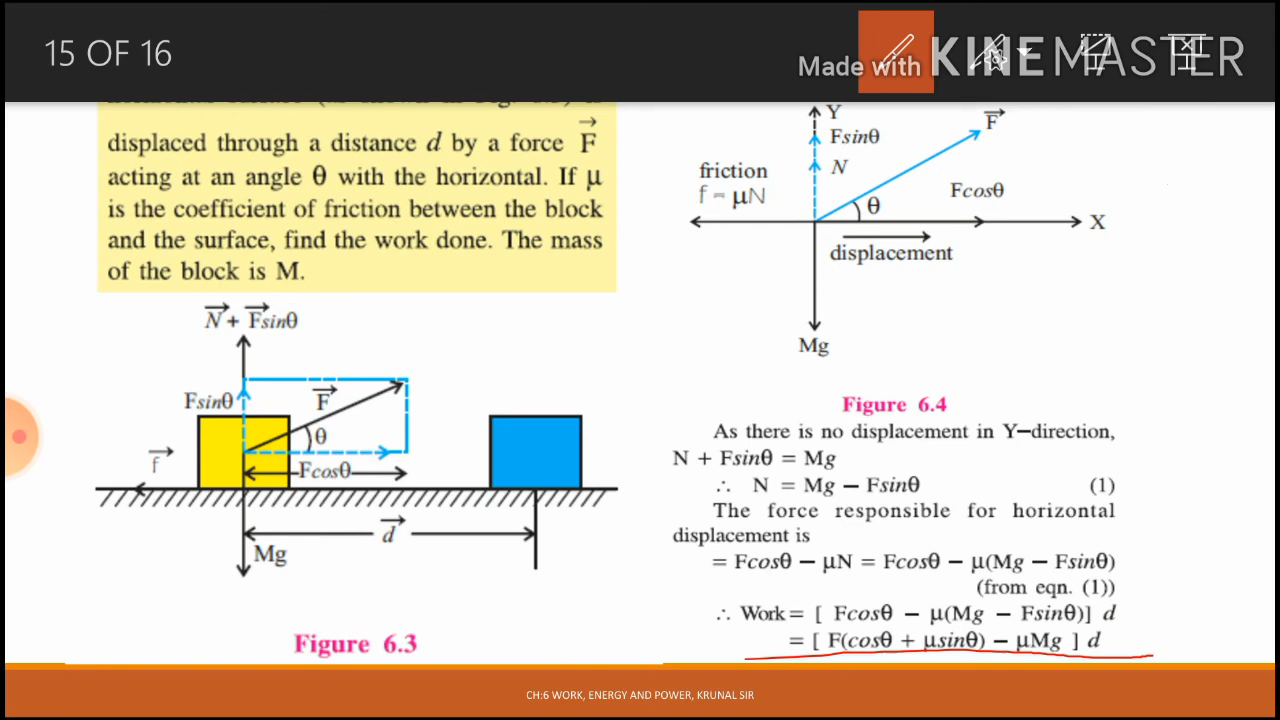 15 OF 16
Made with KINEMASTER
displaced through a distance d by a force F⃗
acting at an angle θ with the horizontal. If μ
is the coefficient of friction between the block
and the surface, find the work done. The mass
of the block is M.
N⃗ + F⃗sinθ
Fsinθ
F⃗
θ
f⃗
Fcosθ
d⃗
Mg
Figure 6.3
Y
F⃗
Fsinθ
N
friction
f = μN
Fcosθ
θ
X
displacement
Mg
Figure 6.4
As there is no displacement in Y–direction,
N + Fsinθ = Mg
∴ N = Mg – Fsinθ (1)
The force responsible for horizontal
displacement is
= Fcosθ – μN = Fcosθ – μ(Mg – Fsinθ)
(from eqn. (1))
∴ Work = [ Fcosθ – μ(Mg – Fsinθ)] d
= [ F(cosθ + μsinθ) – μMg ] d
CH:6 WORK, ENERGY AND POWER, KRUNAL SIR